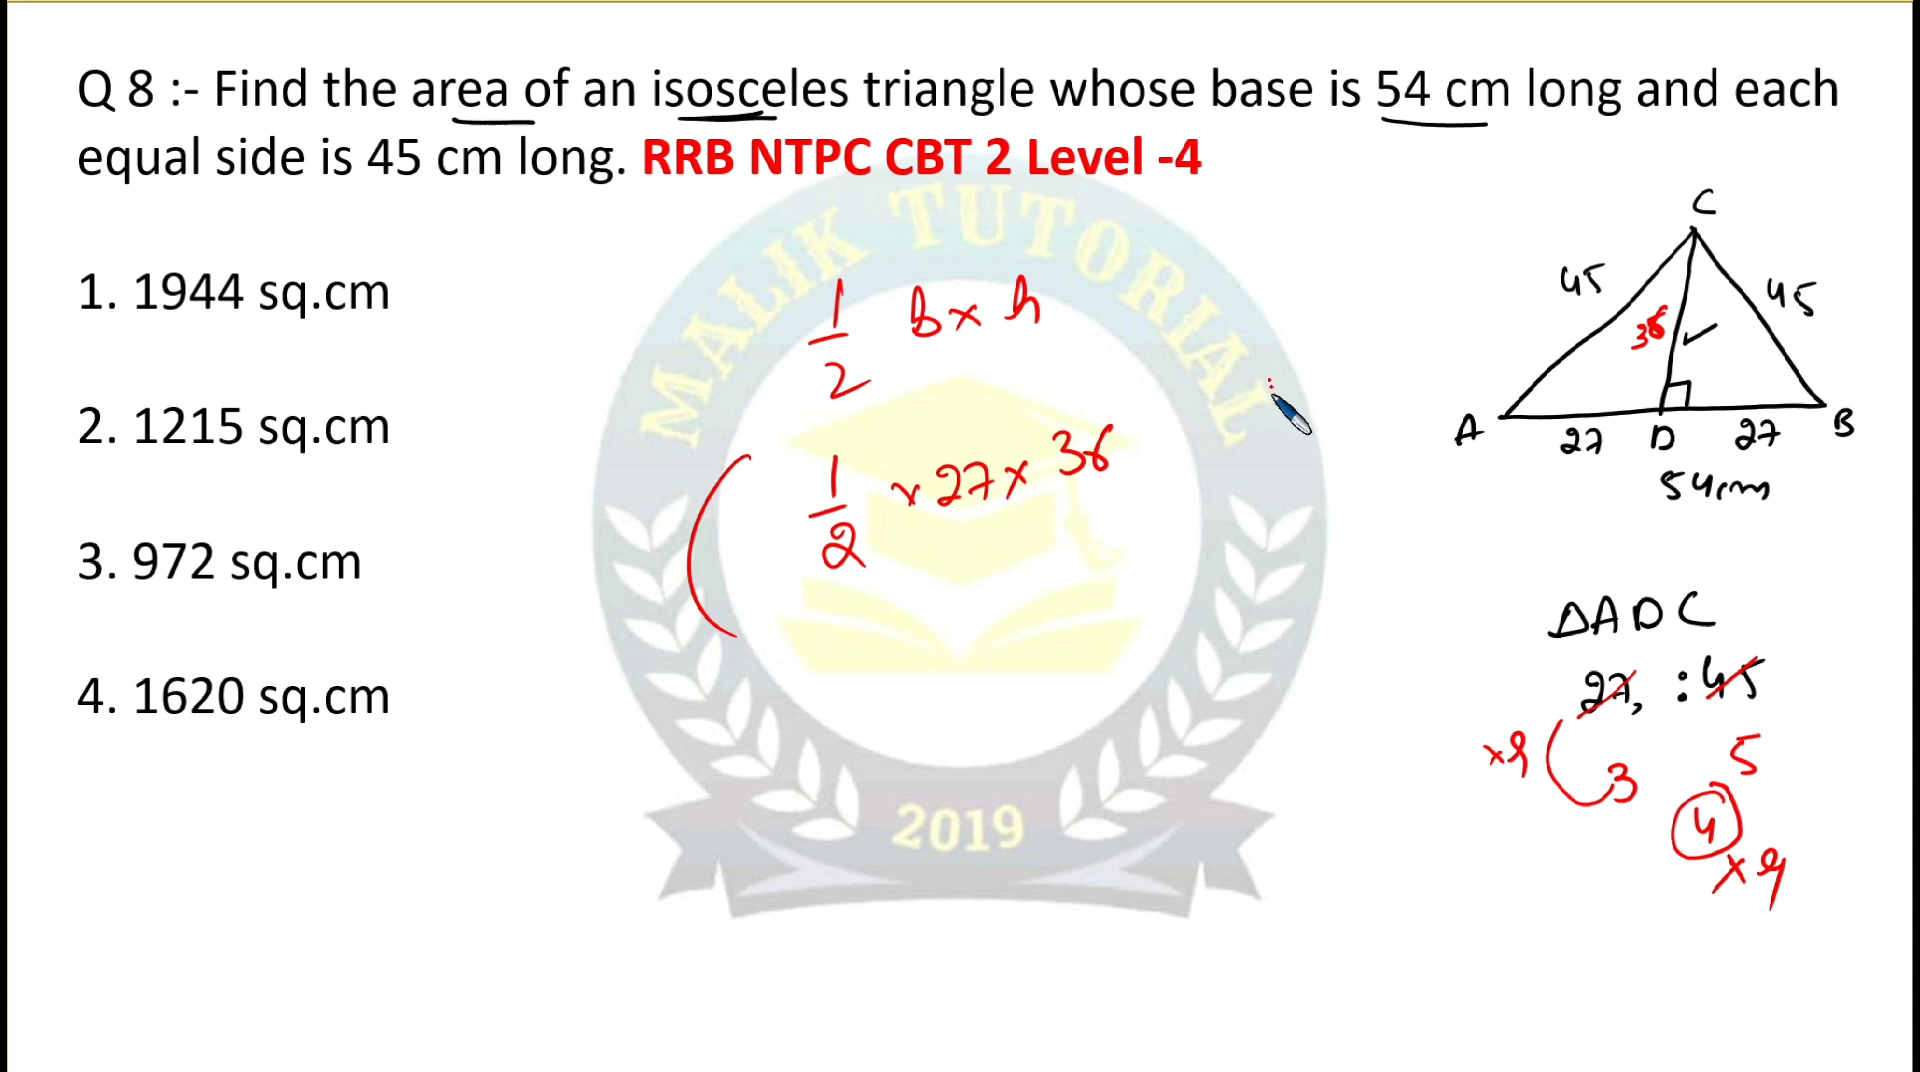 Q 8 :- Find the area of an isosceles triangle whose base is 54 cm long and each
equal side is 45 cm long. RRB NTPC CBT 2 Level -4
1. 1944 sq.cm
2. 1215 sq.cm
3. 972 sq.cm
4. 1620 sq.cm
MALIK TUTORIAL
2019
1/2 b × h
1/2 × 27 × 36
C
45 45
36
A 27 D 27 B
54cm
ΔADC
27, : 45
×9 3 5
4
×9